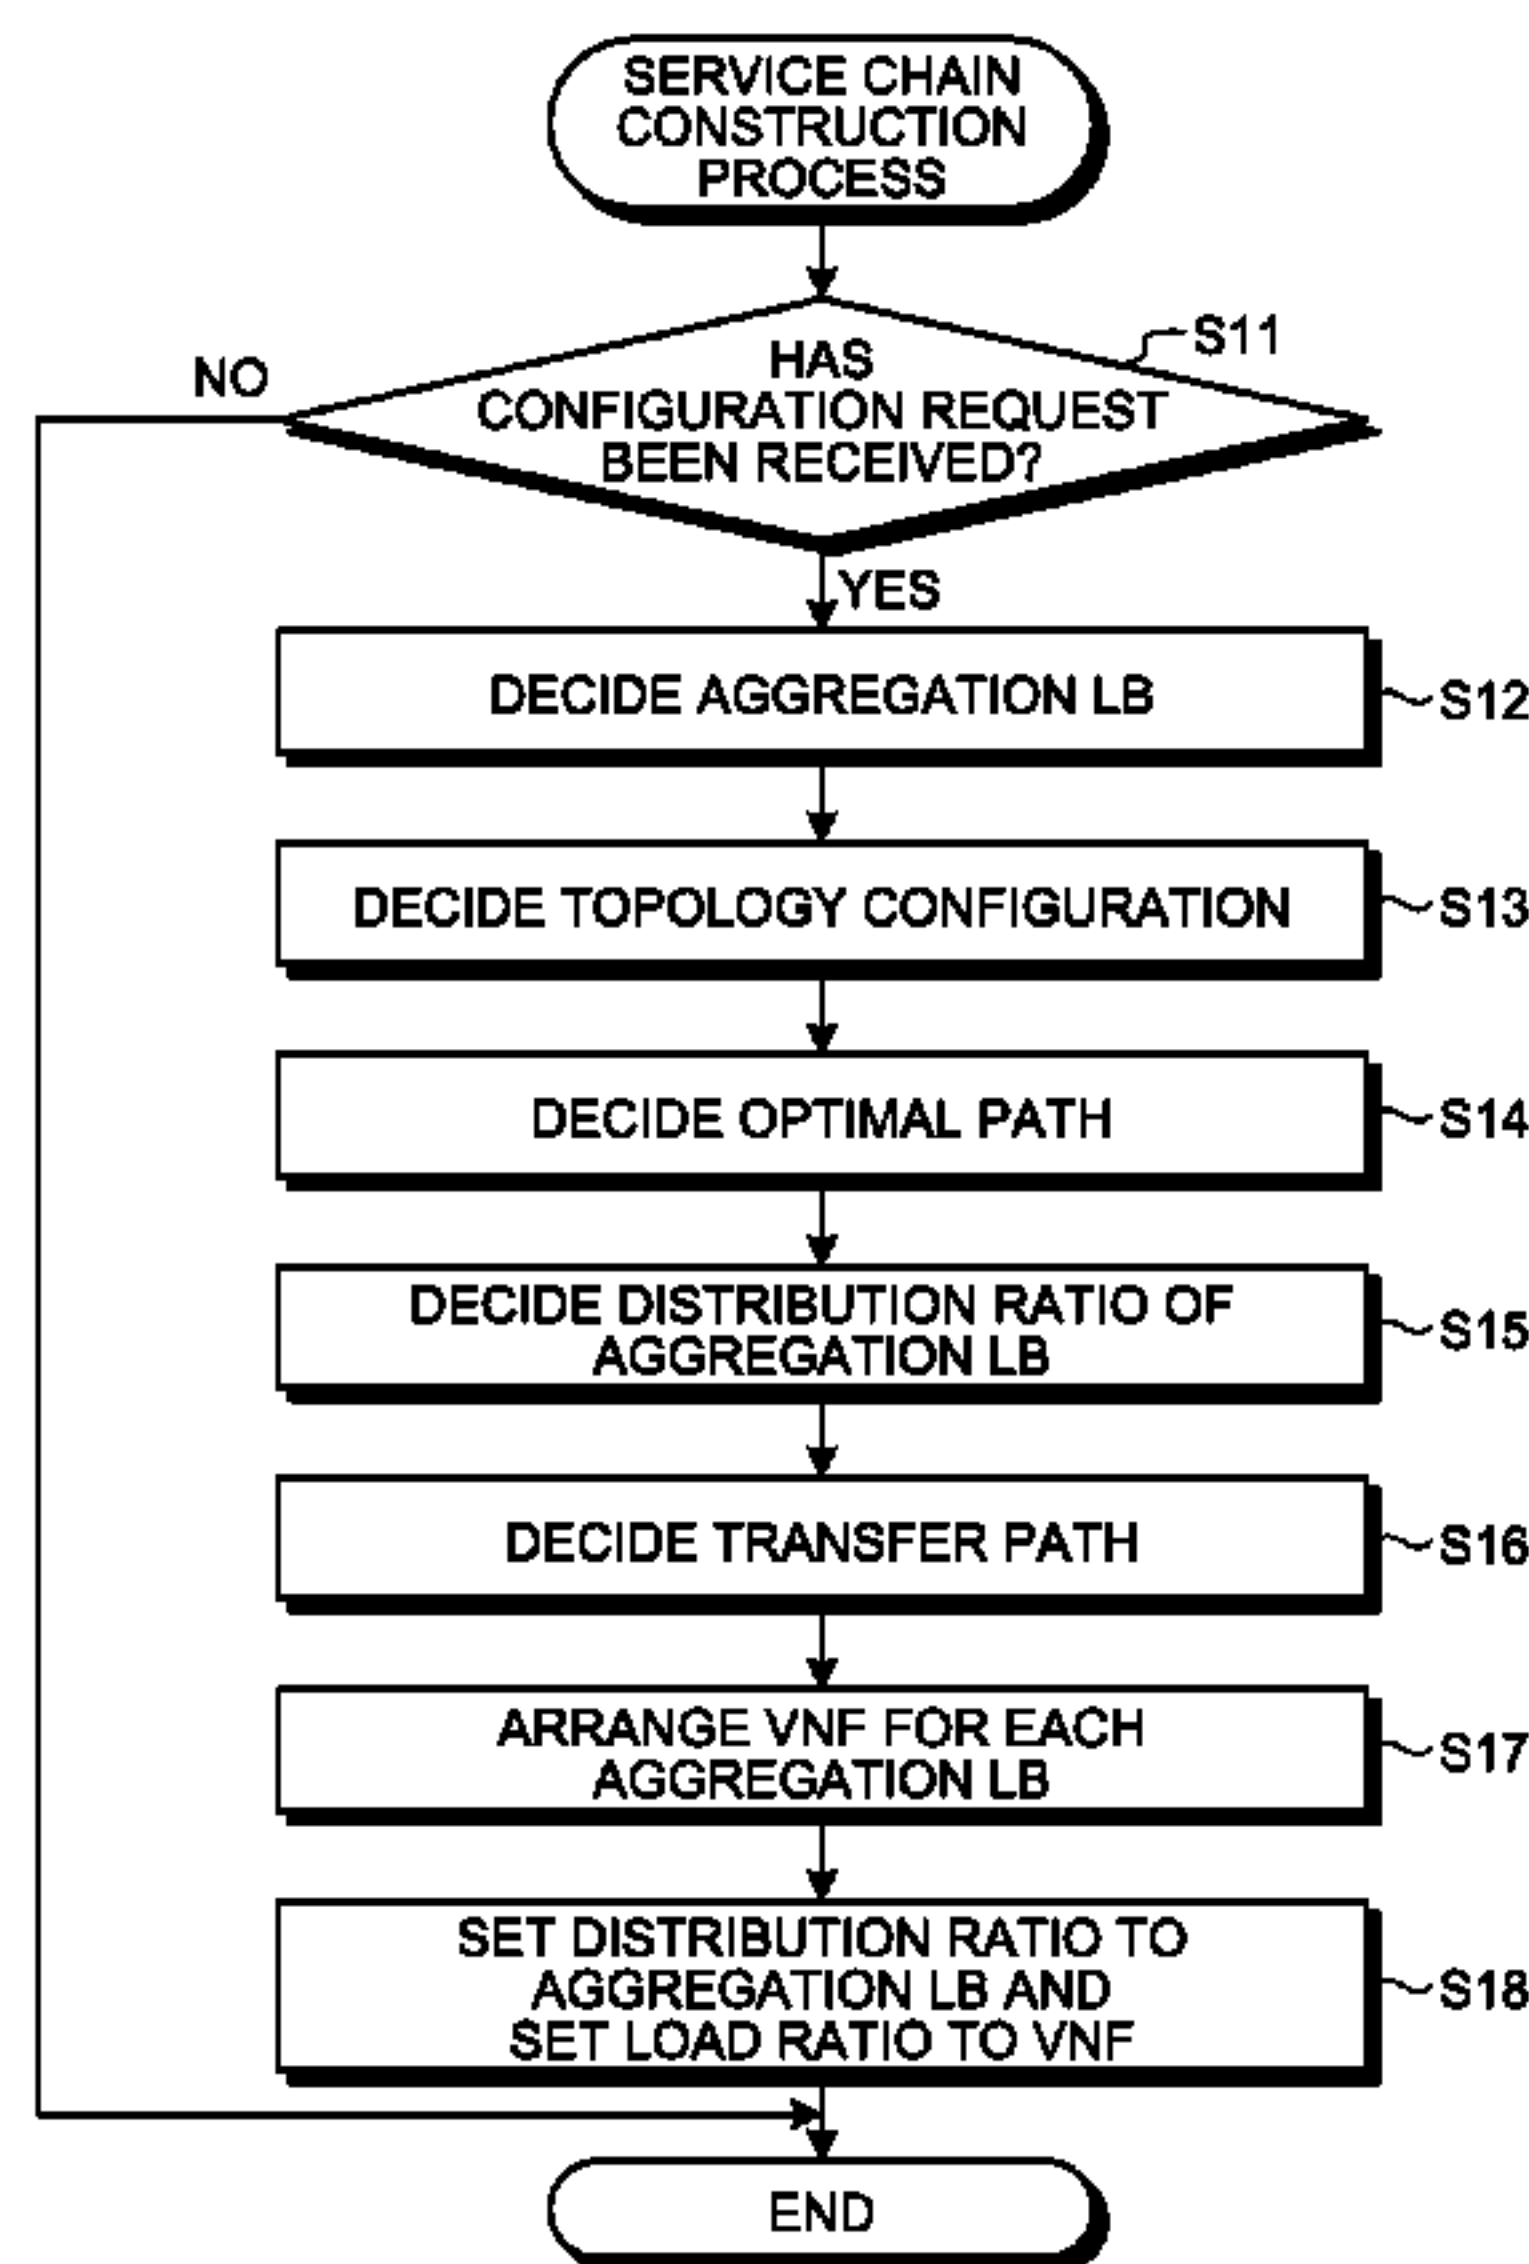 SERVICE CHAIN
CONSTRUCTION
PROCESS
S11
NO
HAS
CONFIGURATION REQUEST
BEEN RECEIVED?
YES
DECIDE AGGREGATION LB
S12
DECIDE TOPOLOGY CONFIGURATION
S13
DECIDE OPTIMAL PATH
S14
DECIDE DISTRIBUTION RATIO OF
AGGREGATION LB
S15
DECIDE TRANSFER PATH
S16
ARRANGE VNF FOR EACH
AGGREGATION LB
S17
SET DISTRIBUTION RATIO TO
AGGREGATION LB AND
SET LOAD RATIO TO VNF
S18
END